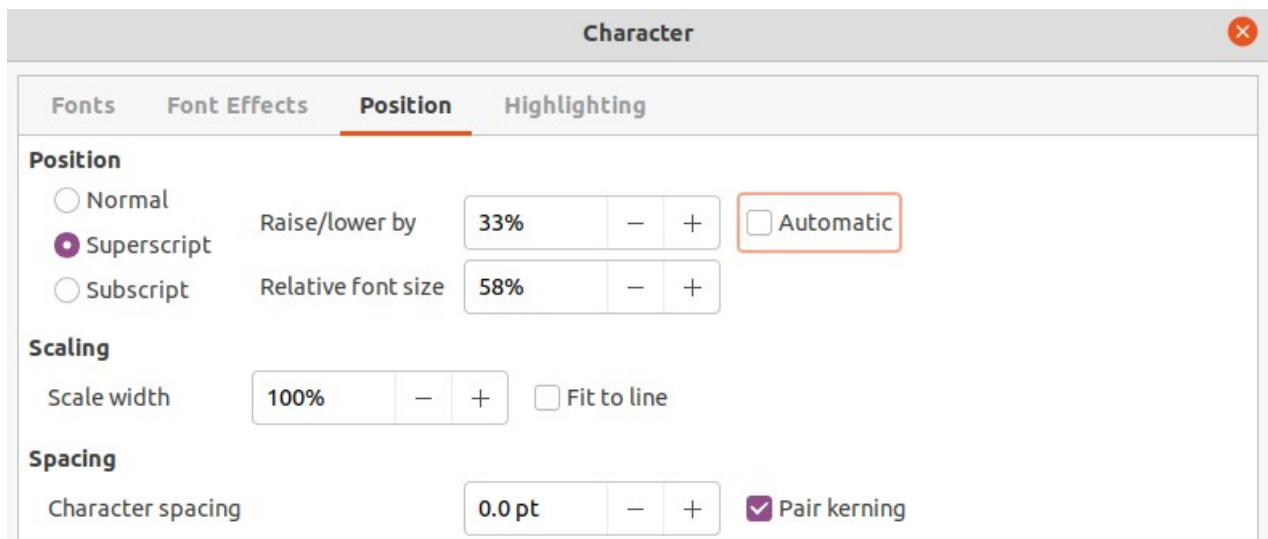 Character
Fonts Font Effects Position Highlighting
Position
Normal
Superscript
Subscript
Raise/lower by 33% − + Automatic
Relative font size 58% − +
Scaling
Scale width 100% − + Fit to line
Spacing
Character spacing 0.0 pt − + Pair kerning